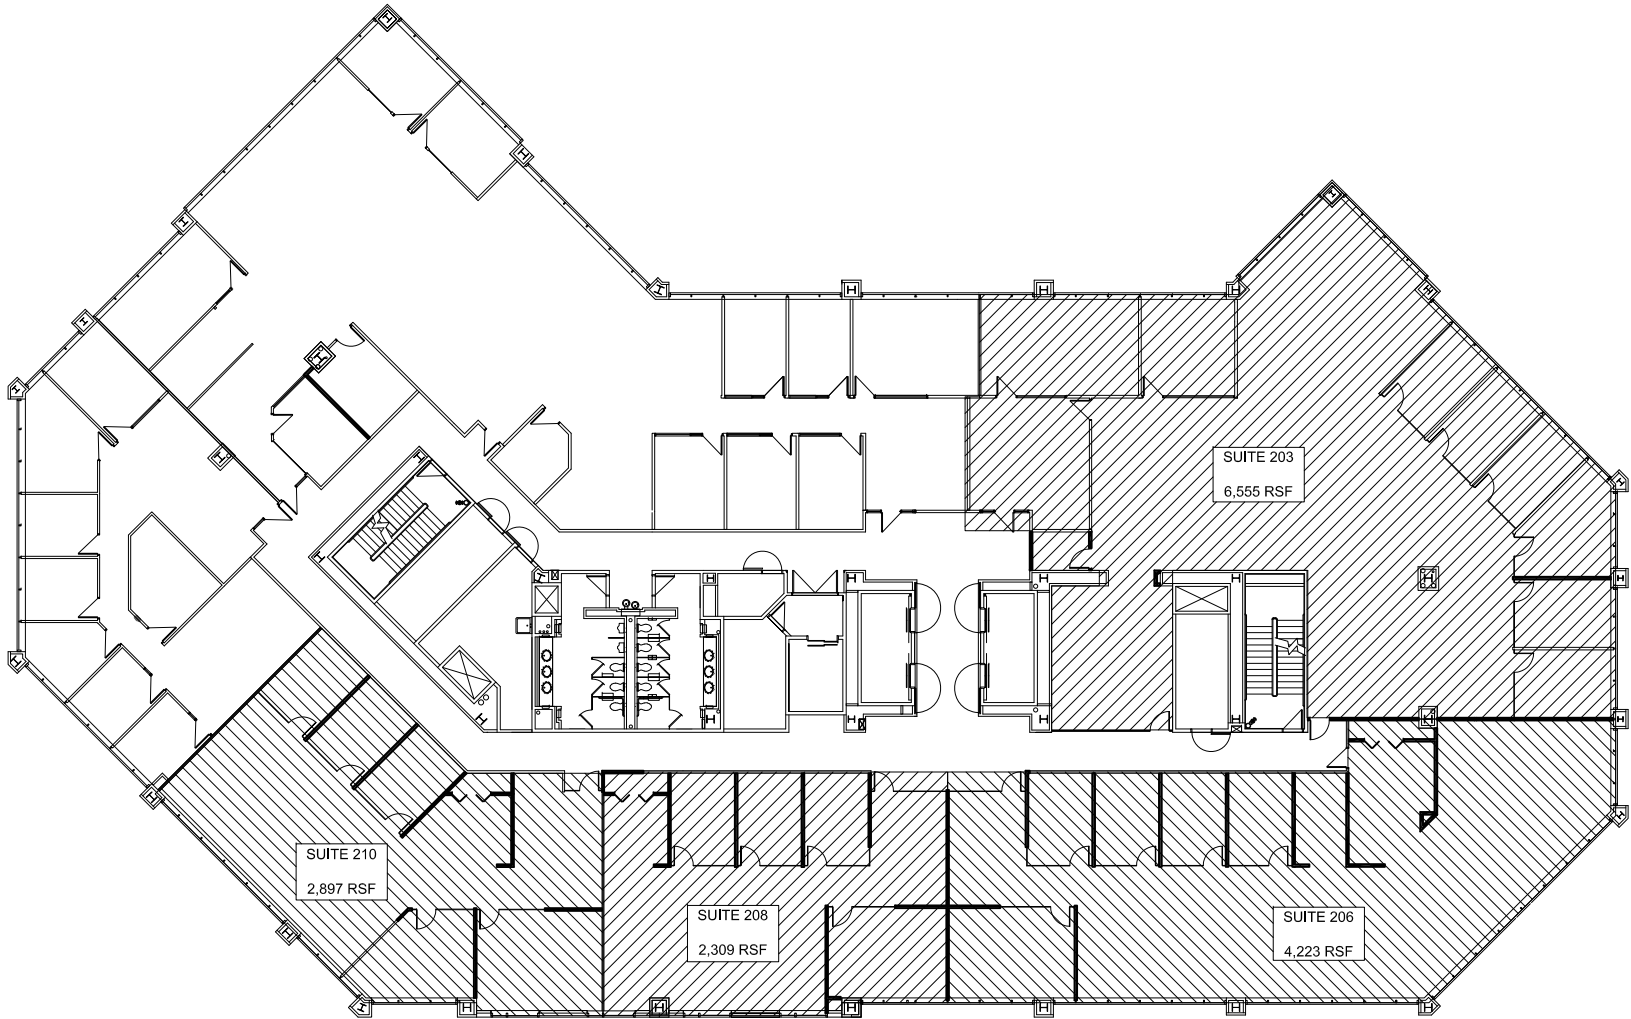 SUITE 203
6,555 RSF
SUITE 210
2,897 RSF
SUITE 208
2,309 RSF
SUITE 206
4,223 RSF